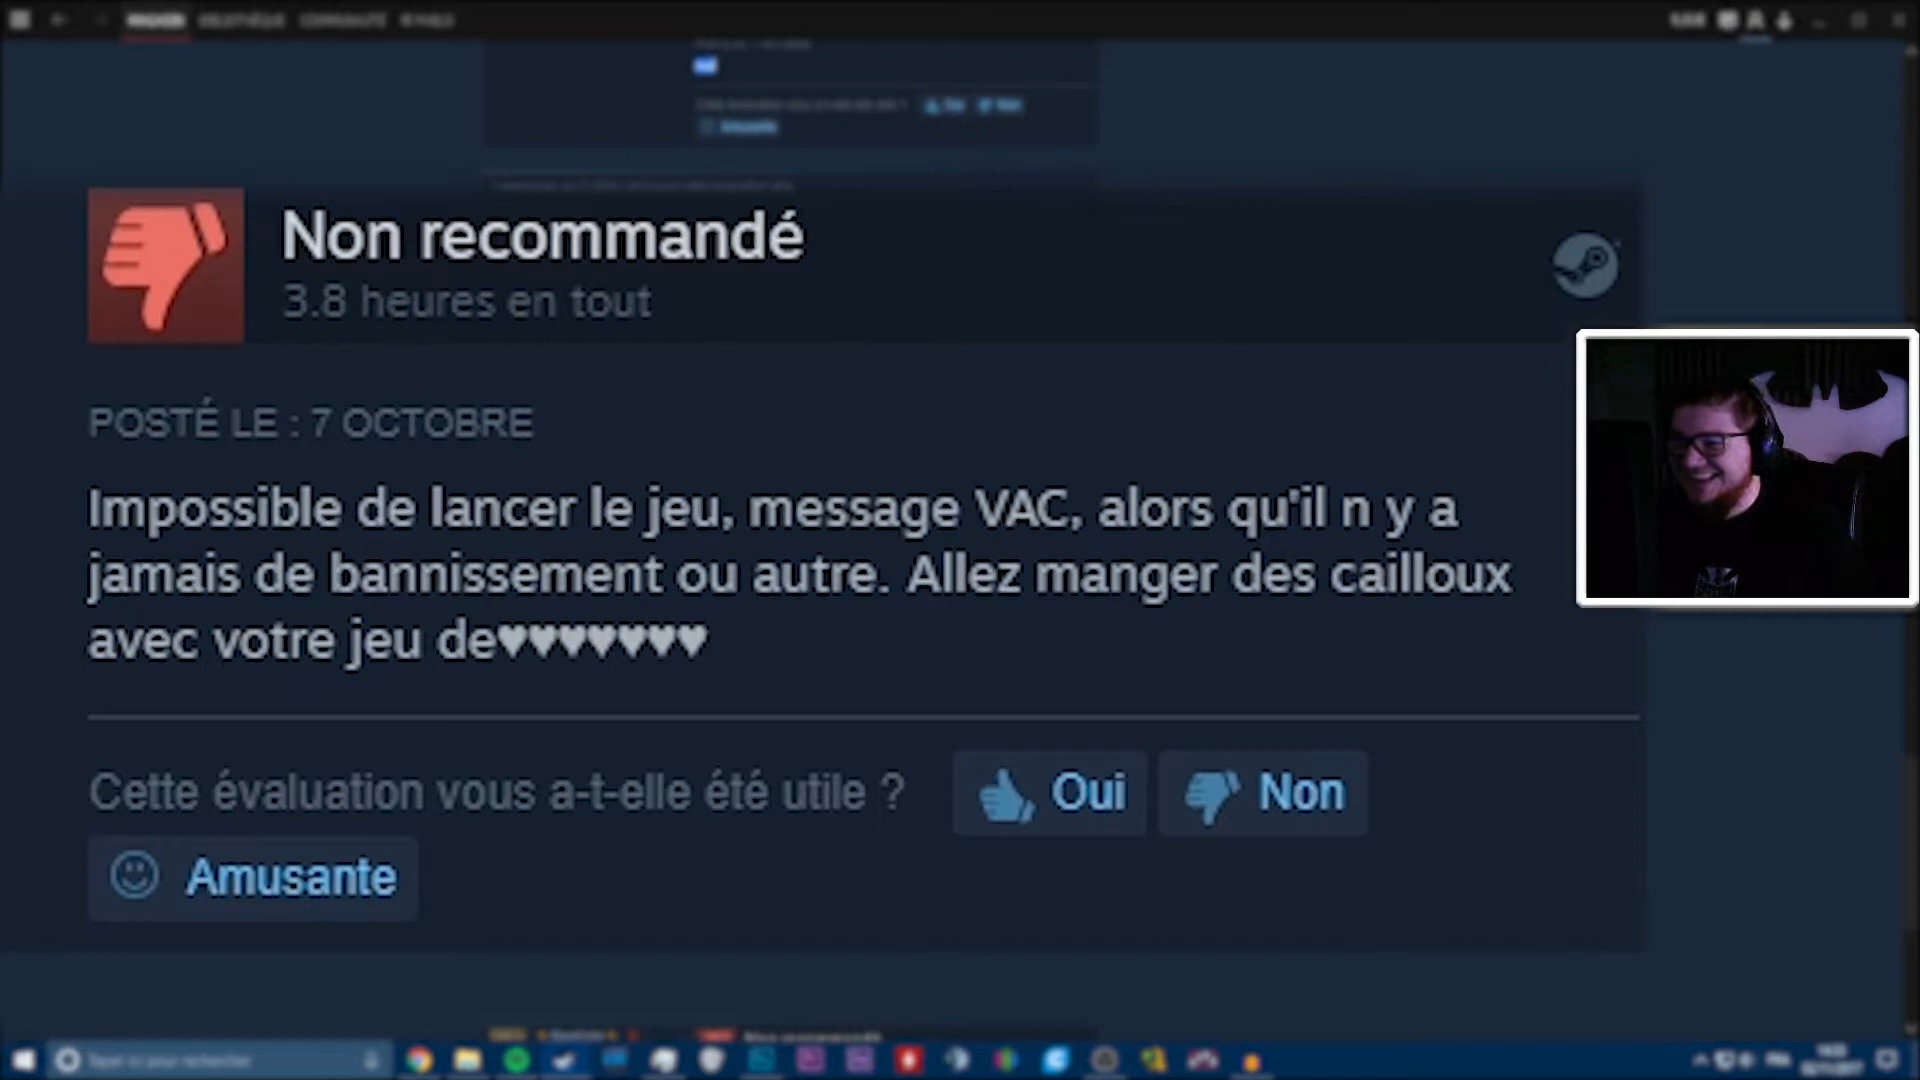 Non recommandé
3.8 heures en tout
POSTÉ LE : 7 OCTOBRE
Impossible de lancer le jeu, message VAC, alors qu'il n y a
jamais de bannissement ou autre. Allez manger des cailloux
avec votre jeu de♥♥♥♥♥♥♥
Cette évaluation vous a-t-elle été utile ? Oui Non
Amusante